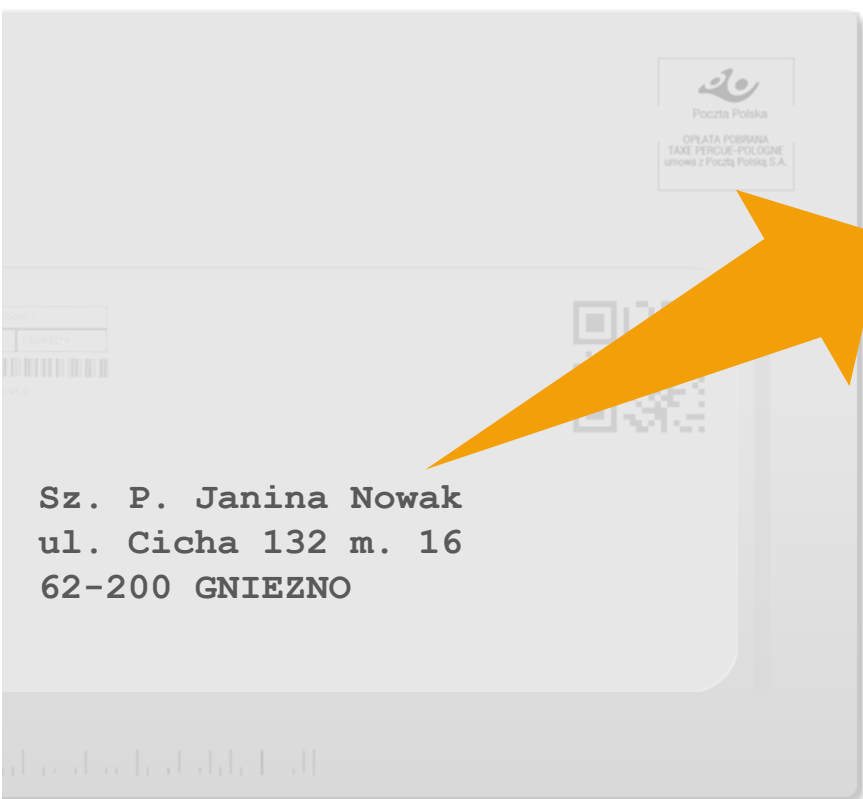 Poczta Polska
OPŁATA POBRANA
TAXE PERCUE-POLOGNE
umowa z Pocztą Polską S.A.
Sz. P. Janina Nowak
ul. Cicha 132 m. 16
62-200 GNIEZNO